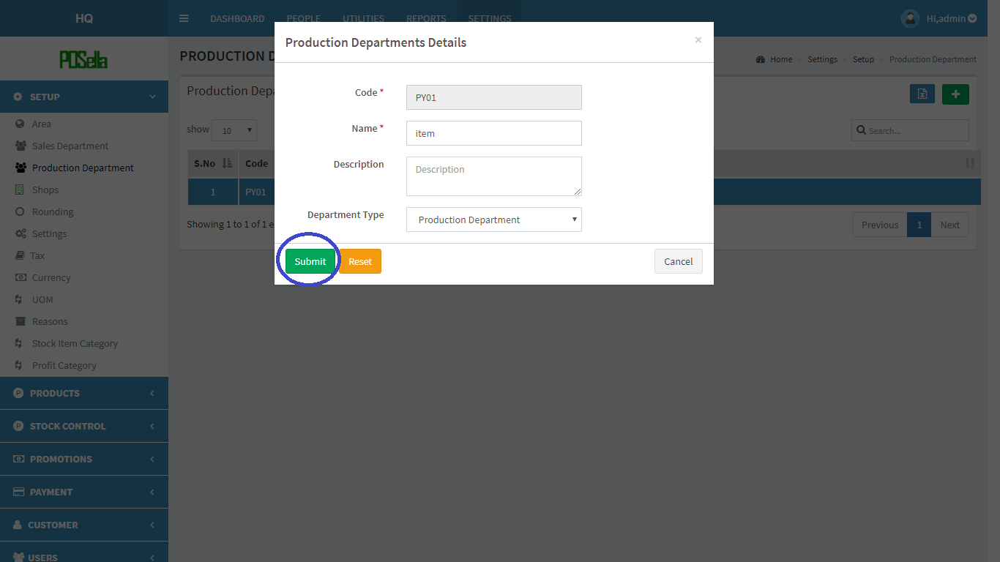 HQ
DASHBOARD PEOPLE UTILITIES REPORTS SETTINGS
Hi,admin
POSella
PRODUCTION D
Home Settings Setup Production Department
SETUP
Area
Sales Department
Production Department
Shops
Rounding
Settings
Tax
Currency
UOM
Reasons
Stock Item Category
Profit Category
PRODUCTS
STOCK CONTROL
PROMOTIONS
PAYMENT
CUSTOMER
USERS
Production Depa
show 10
Search...
S.No Code
1 PY01
Showing 1 to 1 of 1 e
Previous 1 Next
Production Departments Details
×
Code *
PY01
Name *
item
Description
Description
Department Type
Production Department
Submit Reset Cancel